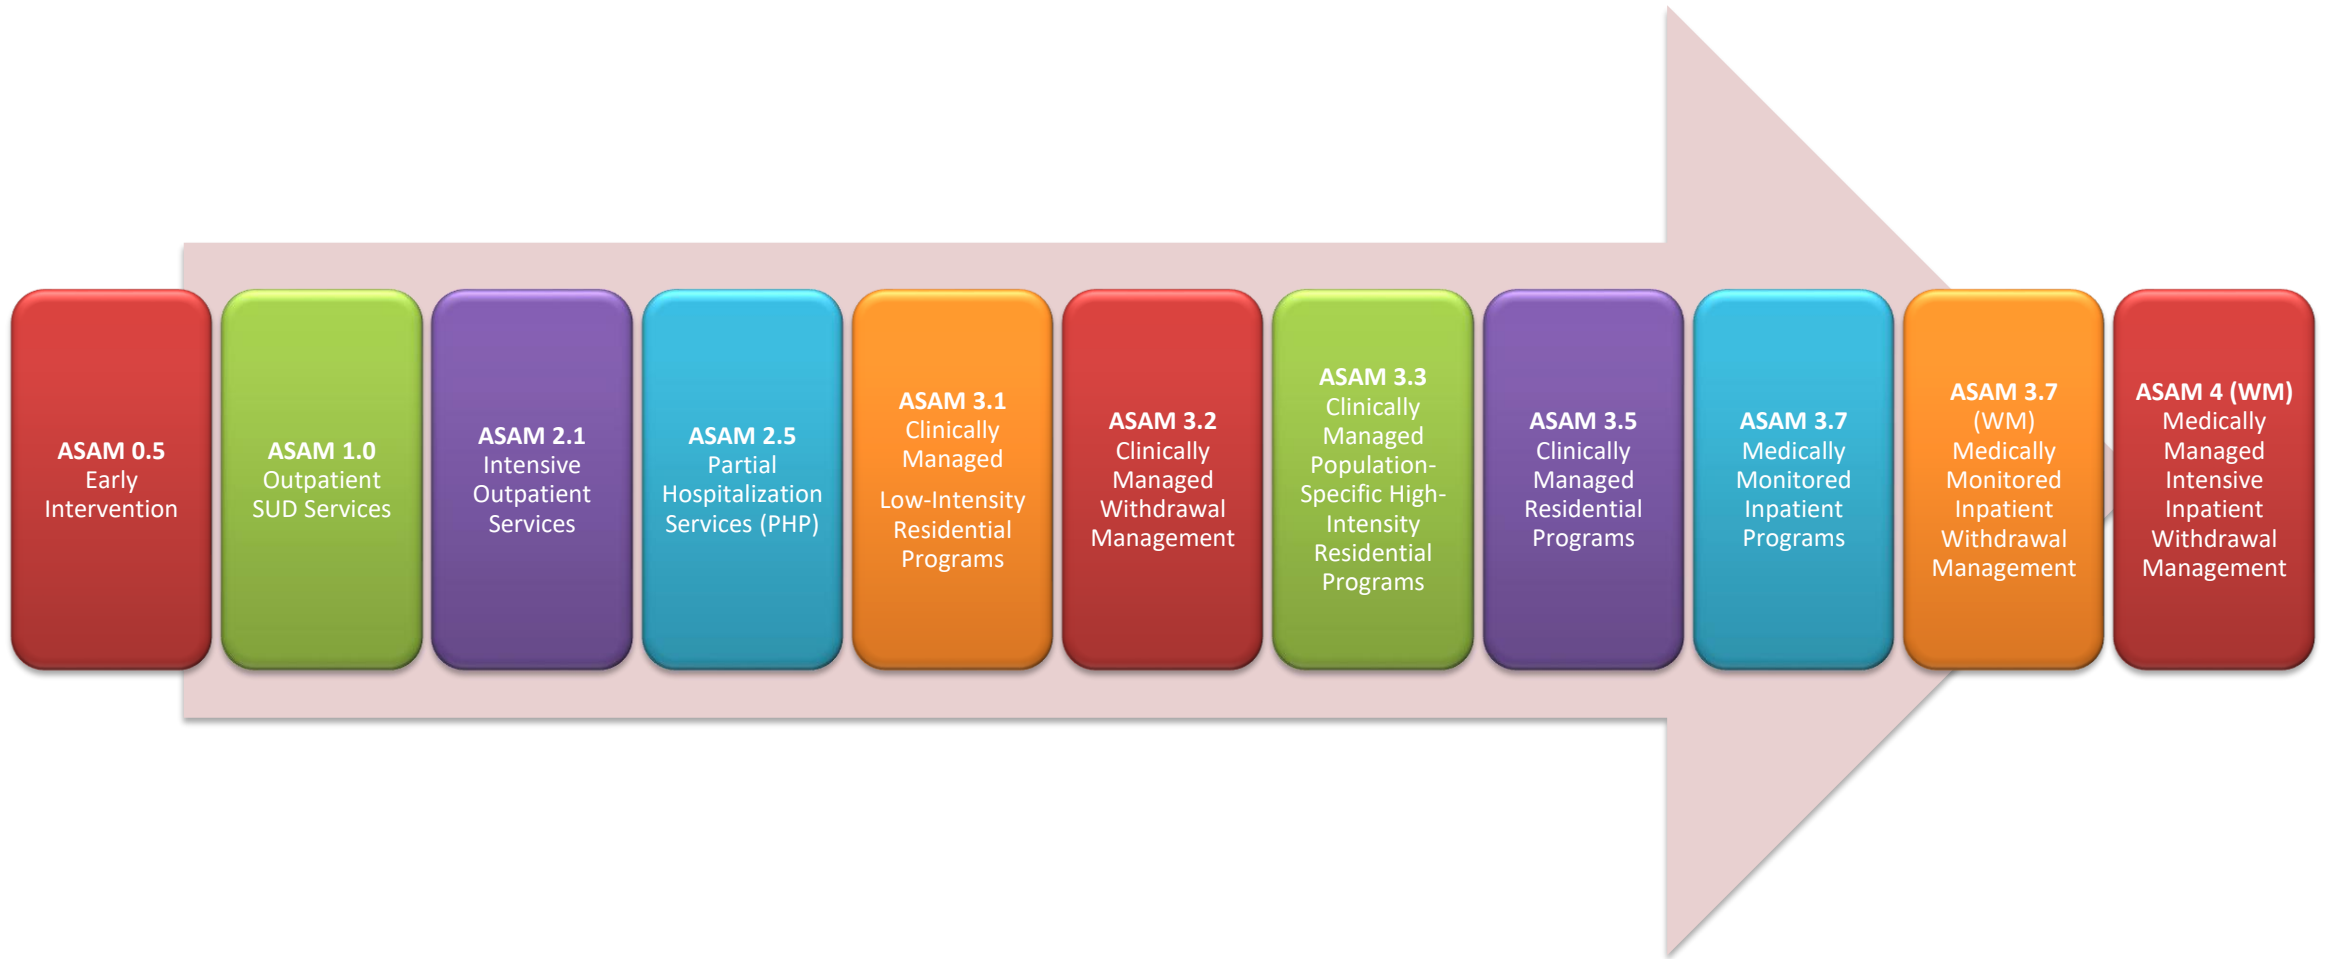 ASAM 0.5
Early
Intervention
ASAM 1.0
Outpatient
SUD Services
ASAM 2.1
Intensive
Outpatient
Services
ASAM 2.5
Partial
Hospitalization
Services (PHP)
ASAM 3.1
Clinically
Managed
Low-Intensity
Residential
Programs
ASAM 3.2
Clinically
Managed
Withdrawal
Management
ASAM 3.3
Clinically
Managed
Population-
Specific High-
Intensity
Residential
Programs
ASAM 3.5
Clinically
Managed
Residential
Programs
ASAM 3.7
Medically
Monitored
Inpatient
Programs
ASAM 3.7
(WM)
Medically
Monitored
Inpatient
Withdrawal
Management
ASAM 4 (WM)
Medically
Managed
Intensive
Inpatient
Withdrawal
Management